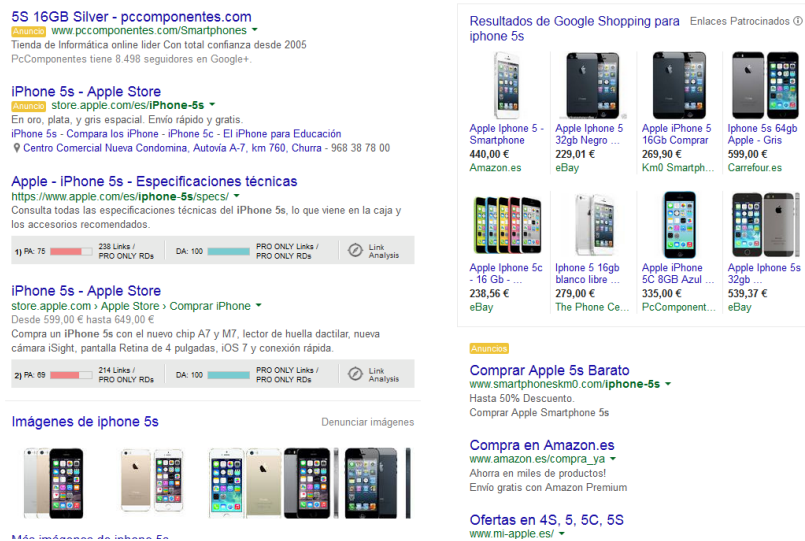 5S 16GB Silver - pccomponentes.com
Anuncio www.pccomponentes.com/Smartphones
Tienda de Informática online lider Con total confianza desde 2005
PcComponentes tiene 8.498 seguidores en Google+.
iPhone 5s - Apple Store
Anuncio store.apple.com/es/iPhone-5s
En oro, plata, y gris espacial. Envío rápido y gratis.
iPhone 5s - Compara los iPhone - iPhone 5c - El iPhone para Educación
Centro Comercial Nueva Condomina, Autovía A-7, km 760, Churra - 968 38 78 00
Apple - iPhone 5s - Especificaciones técnicas
https://www.apple.com/es/iphone-5s/specs/
Consulta todas las especificaciones técnicas del iPhone 5s, lo que viene en la caja y
los accesorios recomendados.
1) PA: 75 238 Links / PRO ONLY RDs DA: 100 PRO ONLY Links / PRO ONLY RDs Link Analysis
iPhone 5s - Apple Store
store.apple.com › Apple Store › Comprar iPhone
Desde 599,00 € hasta 649,00 €
Compra un iPhone 5s con el nuevo chip A7 y M7, lector de huella dactilar, nueva
cámara iSight, pantalla Retina de 4 pulgadas, iOS 7 y conexión rápida.
2) PA: 69 214 Links / PRO ONLY RDs DA: 100 PRO ONLY Links / PRO ONLY RDs Link Analysis
Imágenes de iphone 5s Denunciar imágenes
Más imágenes de iphone 5s
Resultados de Google Shopping para iphone 5s
Enlaces Patrocinados
Apple Iphone 5 -
Smartphone
440,00 €
Amazon.es
Apple Iphone 5
32gb Negro ...
229,01 €
eBay
Apple iPhone 5
16Gb Comprar
269,90 €
Km0 Smartph...
Iphone 5s 64gb
Apple - Gris
599,00 €
Carrefour.es
Apple Iphone 5c
- 16 Gb - ...
238,56 €
eBay
Iphone 5 16gb
blanco libre ...
279,00 €
The Phone Ce...
Apple iPhone
5C 8GB Azul ...
335,00 €
PcComponent...
Apple Iphone 5s
32gb ...
539,37 €
eBay
Anuncios
Comprar Apple 5s Barato
www.smartphoneskm0.com/iphone-5s
Hasta 50% Descuento.
Comprar Apple Smartphone 5s
Compra en Amazon.es
www.amazon.es/compra_ya
Ahorra en miles de productos!
Envío gratis con Amazon Premium
Ofertas en 4S, 5, 5C, 5S
www.mi-apple.es/